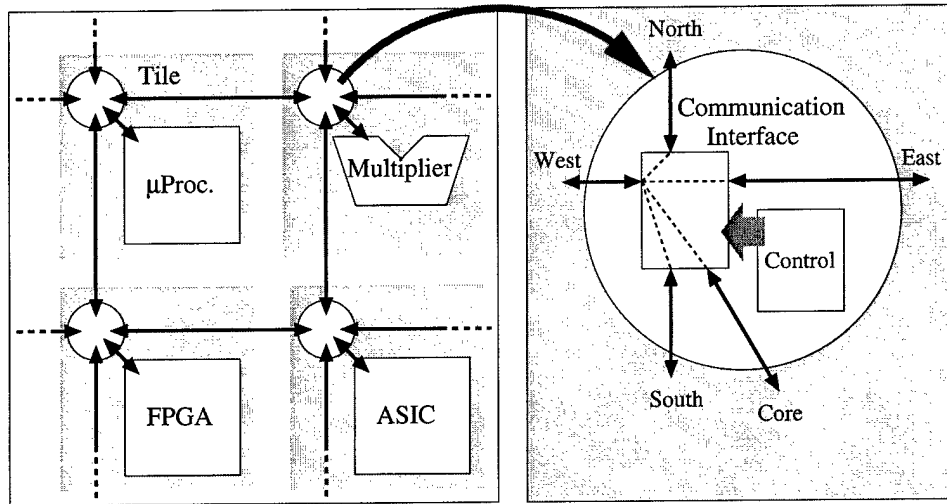 Tile
μProc.
Multiplier
FPGA
ASIC
North
Communication
Interface
West
East
Control
South
Core